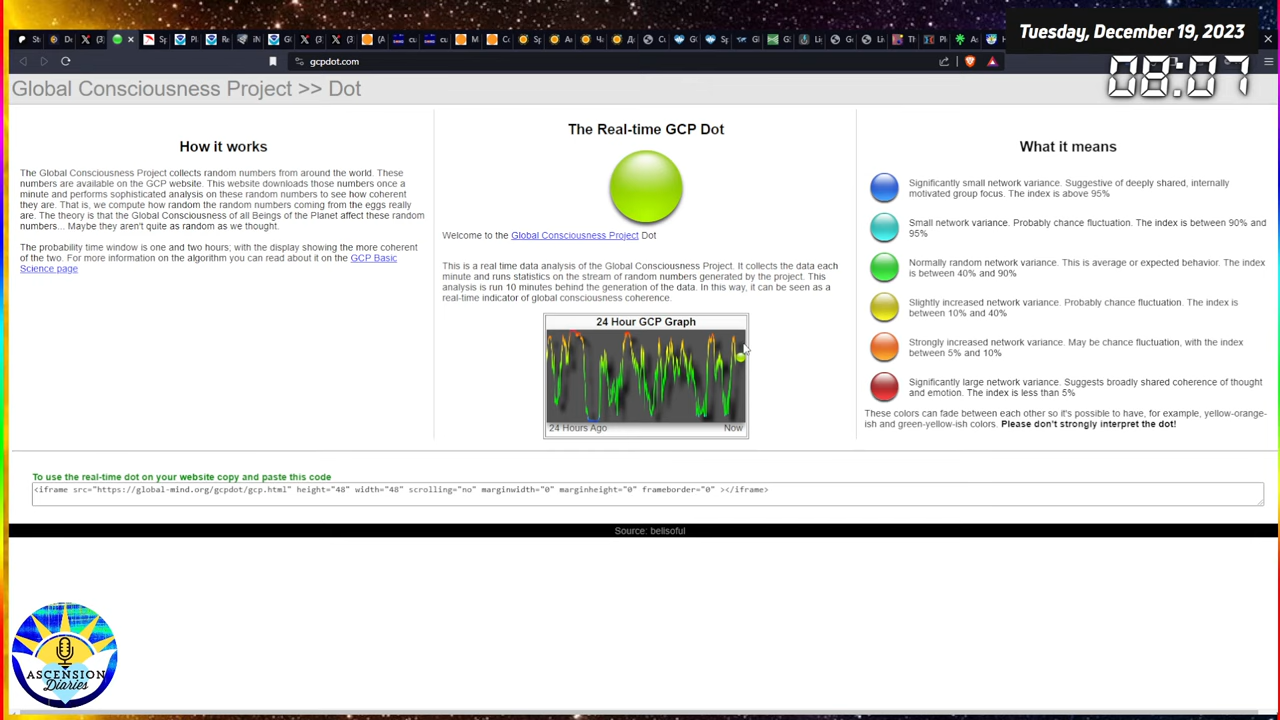 Tuesday, December 19, 2023
08:07
gcpdot.com
Global Consciousness Project >> Dot
How it works
The Global Consciousness Project collects random numbers from around the world. These
numbers are available on the GCP website. This website downloads those numbers once a
minute and performs sophisticated analysis on these random numbers to see how coherent
they are. That is, we compute how random the random numbers coming from the eggs really
are. The theory is that the Global Consciousness of all Beings of the Planet affect these random
numbers... Maybe they aren't quite as random as we thought.
The probability time window is one and two hours; with the display showing the more coherent
of the two. For more information on the algorithm you can read about it on the GCP Basic
Science page
The Real-time GCP Dot
Welcome to the Global Consciousness Project Dot
This is a real time data analysis of the Global Consciousness Project. It collects the data each
minute and runs statistics on the stream of random numbers generated by the project. This
analysis is run 10 minutes behind the generation of the data. In this way, it can be seen as a
real-time indicator of global consciousness coherence.
24 Hour GCP Graph
24 Hours Ago Now
What it means
Significantly small network variance. Suggestive of deeply shared, internally
motivated group focus. The index is above 95%
Small network variance. Probably chance fluctuation. The index is between 90% and
95%
Normally random network variance. This is average or expected behavior. The index
is between 40% and 90%
Slightly increased network variance. Probably chance fluctuation. The index is
between 10% and 40%
Strongly increased network variance. May be chance fluctuation, with the index
between 5% and 10%
Significantly large network variance. Suggests broadly shared coherence of thought
and emotion. The index is less than 5%
These colors can fade between each other so it's possible to have, for example, yellow-orange-
ish and green-yellow-ish colors. Please don't strongly interpret the dot!
To use the real-time dot on your website copy and paste this code
<iframe src="https://global-mind.org/gcpdot/gcp.html" height="48" width="48" scrolling="no" marginwidth="0" marginheight="0" frameborder="0" ></iframe>
Source: belisoful
ASCENSION
Diaries